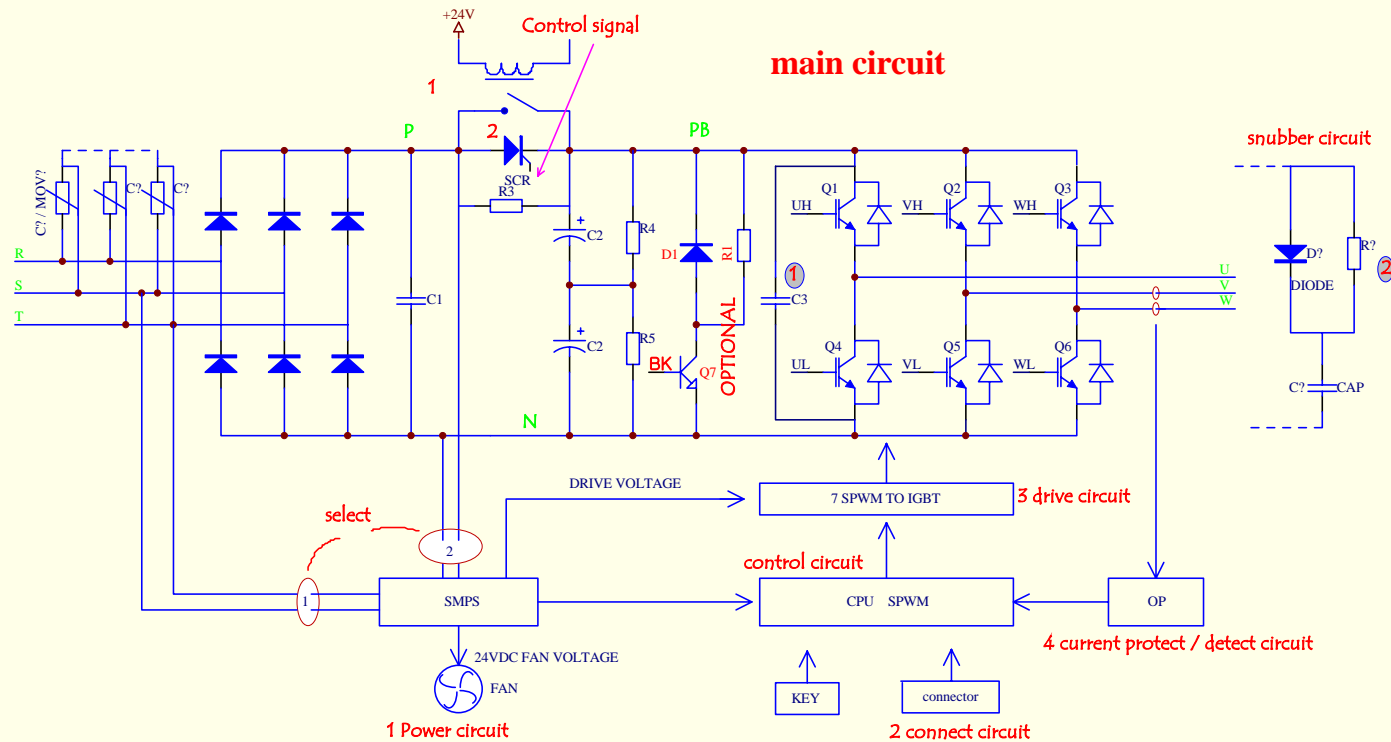 +24V
Control signal
main circuit
1
P
2
PB
snubber circuit
SCR
R3
C? / MOV?
C?
C?
Q1
Q2
Q3
UH
VH
WH
C2
R4
D1
R1
R
S
T
1
C3
U
V
W
D?
DIODE
R?
2
C1
C2
R5
BK
Q7
OPTIONAL
Q4
Q5
Q6
UL
VL
WL
C?
CAP
N
DRIVE VOLTAGE
7 SPWM TO IGBT
3 drive circuit
select
2
control circuit
1
SMPS
CPU SPWM
OP
4 current protect / detect circuit
24VDC FAN VOLTAGE
FAN
KEY
connector
1 Power circuit
2 connect circuit